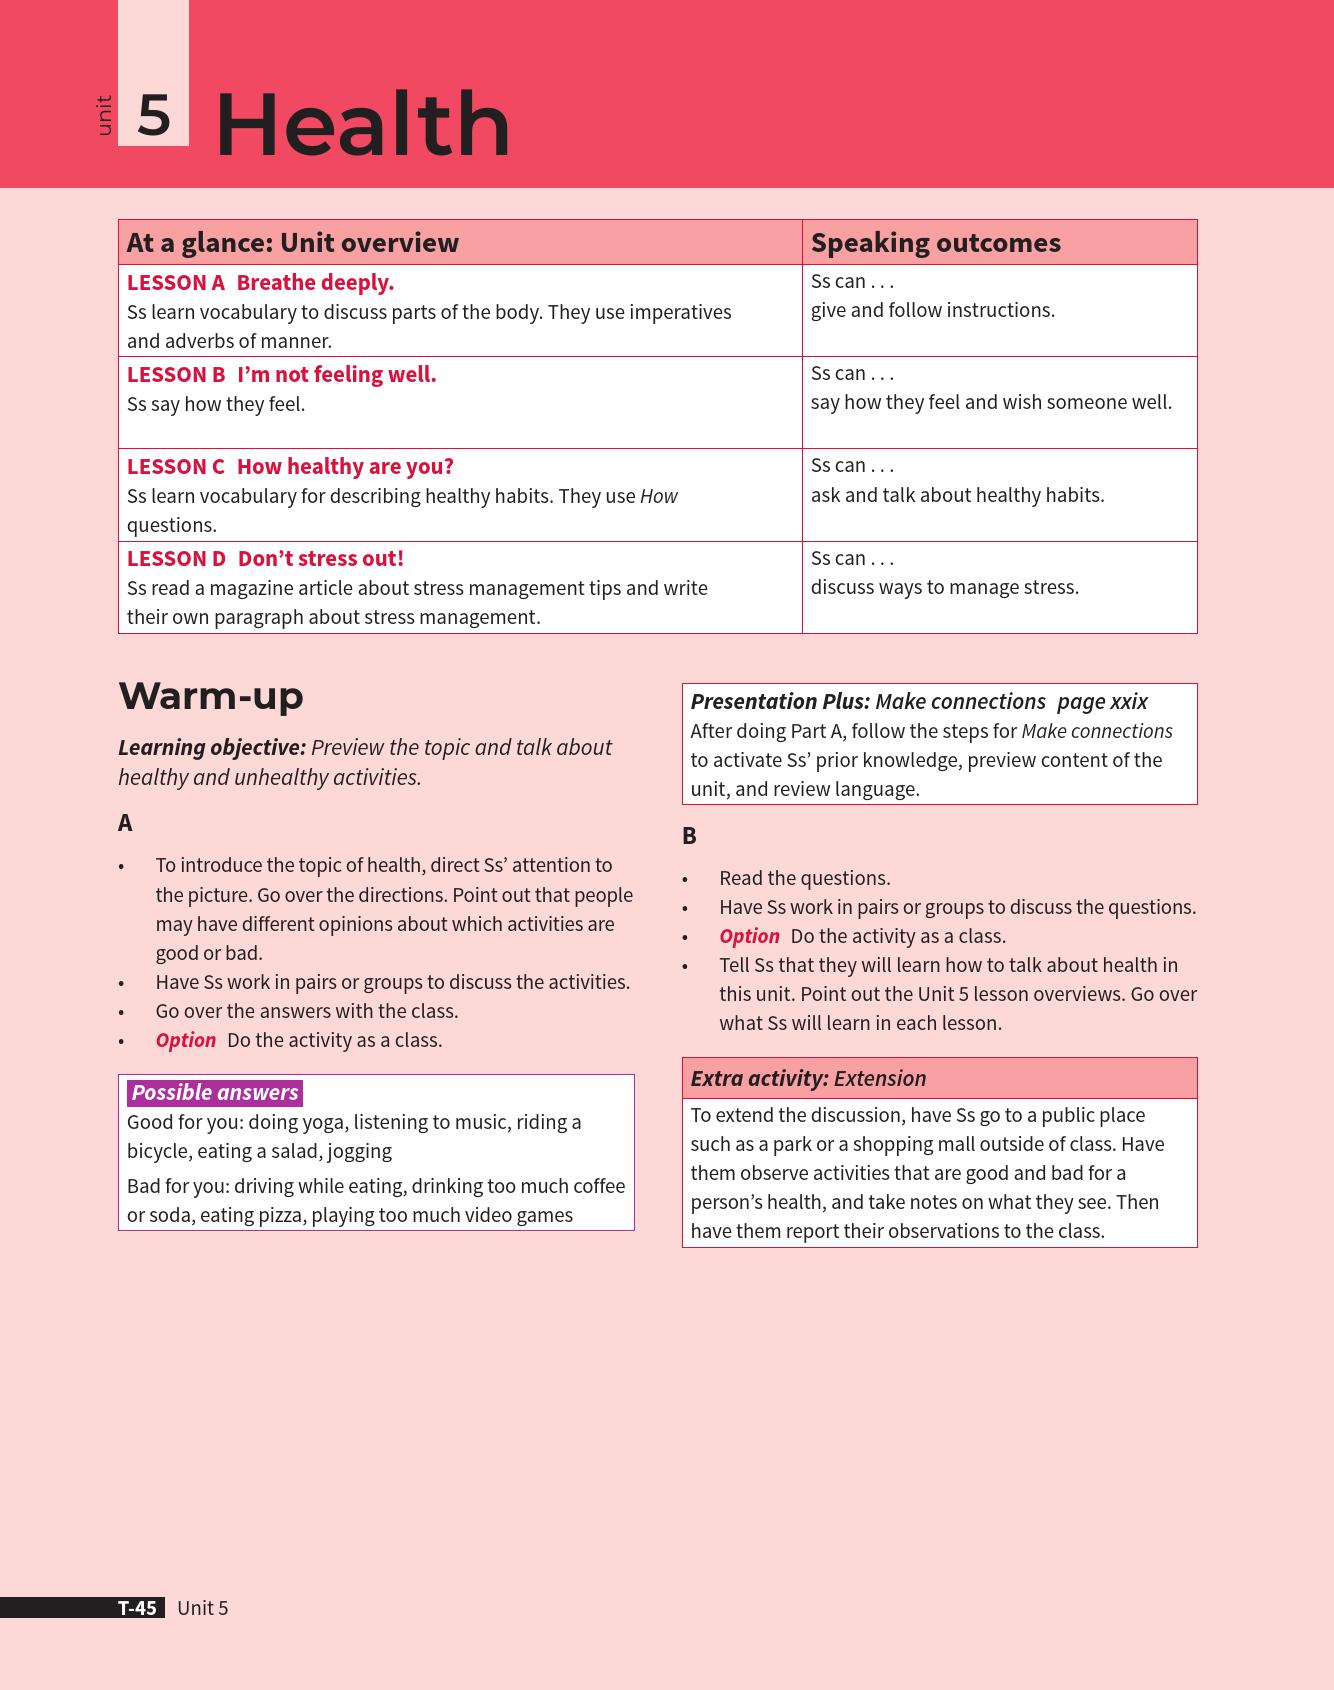 unit
5
Health
At a glance: Unit overview
Speaking outcomes
LESSON A Breathe deeply.
Ss learn vocabulary to discuss parts of the body. They use imperatives
and adverbs of manner.
Ss can . . .
give and follow instructions.
LESSON B I’m not feeling well.
Ss say how they feel.
Ss can . . .
say how they feel and wish someone well.
LESSON C How healthy are you?
Ss learn vocabulary for describing healthy habits. They use How
questions.
Ss can . . .
ask and talk about healthy habits.
LESSON D Don’t stress out!
Ss read a magazine article about stress management tips and write
their own paragraph about stress management.
Ss can . . .
discuss ways to manage stress.
Warm-up
Learning objective: Preview the topic and talk about
healthy and unhealthy activities.
A
• To introduce the topic of health, direct Ss’ attention to
the picture. Go over the directions. Point out that people
may have different opinions about which activities are
good or bad.
• Have Ss work in pairs or groups to discuss the activities.
• Go over the answers with the class.
• Option Do the activity as a class.
Possible answers
Good for you: doing yoga, listening to music, riding a
bicycle, eating a salad, jogging
Bad for you: driving while eating, drinking too much coffee
or soda, eating pizza, playing too much video games
Presentation Plus: Make connections page xxix
After doing Part A, follow the steps for Make connections
to activate Ss’ prior knowledge, preview content of the
unit, and review language.
B
• Read the questions.
• Have Ss work in pairs or groups to discuss the questions.
• Option Do the activity as a class.
• Tell Ss that they will learn how to talk about health in
this unit. Point out the Unit 5 lesson overviews. Go over
what Ss will learn in each lesson.
Extra activity: Extension
To extend the discussion, have Ss go to a public place
such as a park or a shopping mall outside of class. Have
them observe activities that are good and bad for a
person’s health, and take notes on what they see. Then
have them report their observations to the class.
T-45 Unit 5